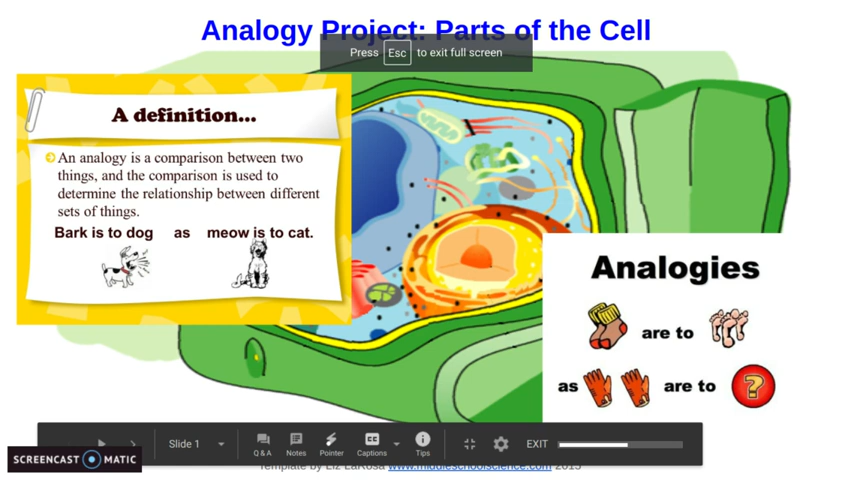 Analogy Project: Parts of the Cell
Press Esc to exit full screen
A definition...
An analogy is a comparison between two
things, and the comparison is used to
determine the relationship between different
sets of things.
Bark is to dog as meow is to cat.
Analogies
are to
as are to
?
Slide 1
Q & A
Notes
Pointer
CC
Captions
Tips
EXIT
SCREENCAST O MATIC
Template by Liz LaRosa www.middleschoolscience.com 2015